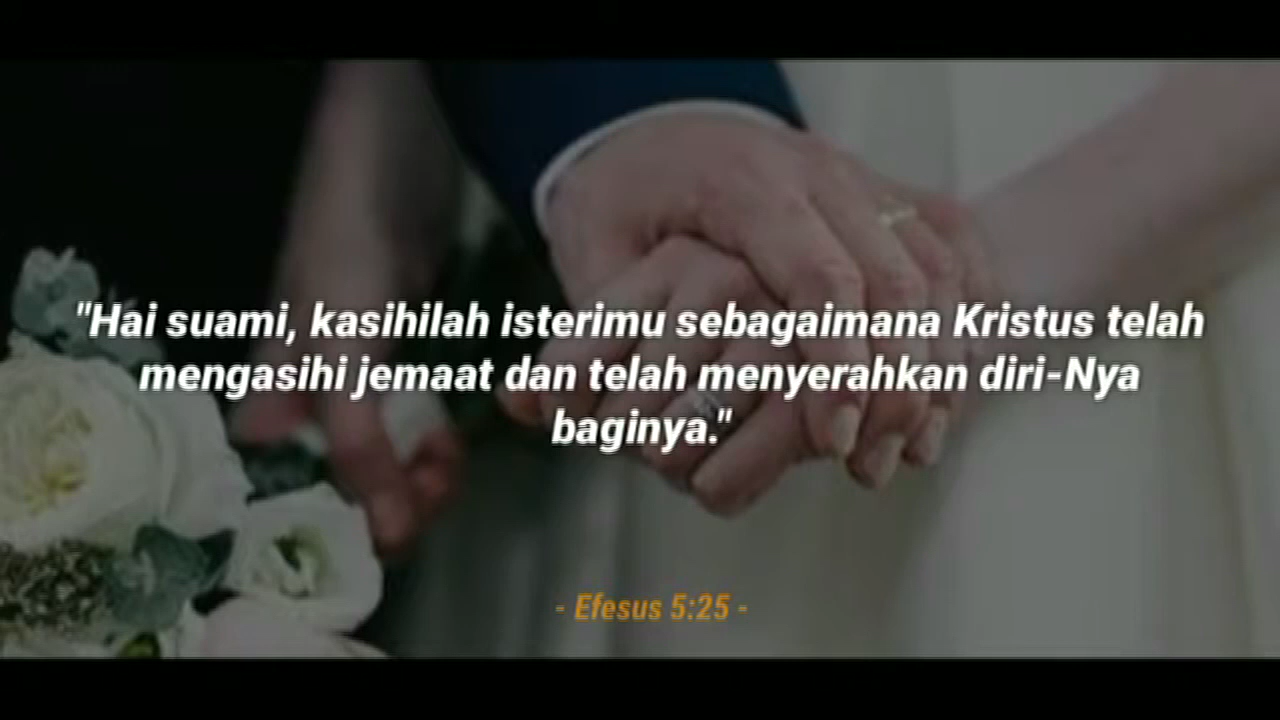 "Hai suami, kasihilah isterimu sebagaimana Kristus telah
mengasihi jemaat dan telah menyerahkan diri-Nya
baginya."
- Efesus 5:25 -